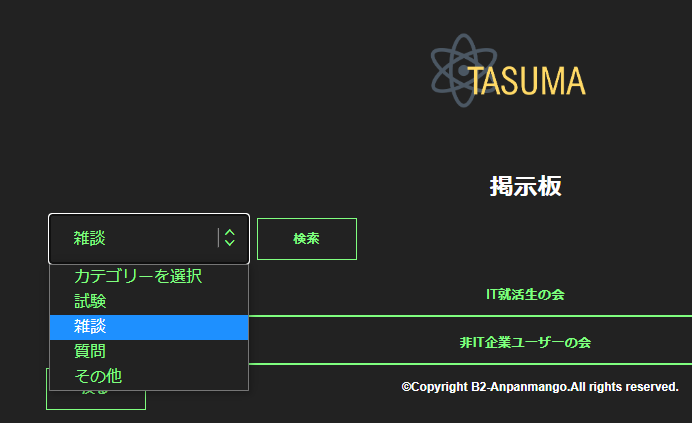 TASUMA
掲示板
雑談
検索
カテゴリーを選択
試験
雑談
質問
その他
IT就活生の会
非IT企業ユーザーの会
©Copyright B2-Anpanmango.All rights reserved.